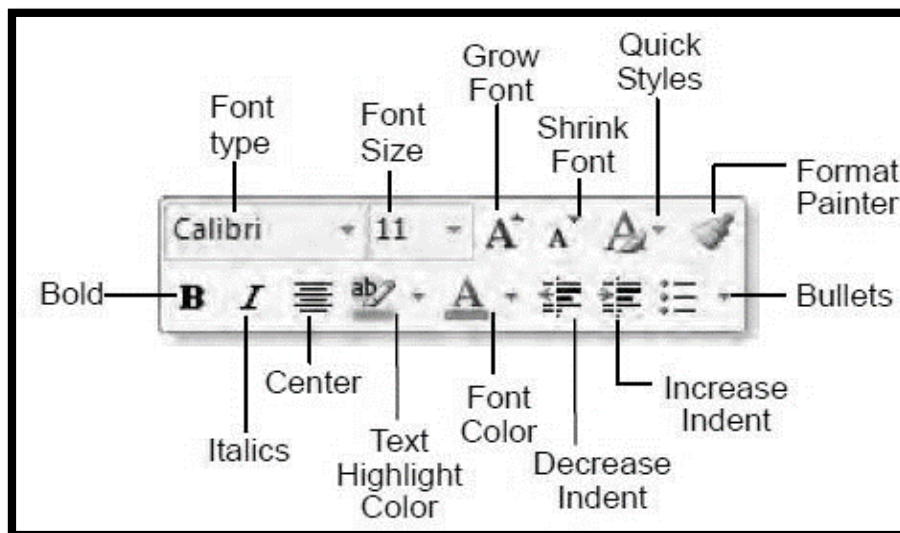 Grow
Font
Quick
Styles
Font
type
Font
Size
Shrink
Font
Format
Painter
Calibri
11
A
A
A
Bold
B
I
ab
A
Bullets
Center
Italics
Text
Highlight
Color
Font
Color
Decrease
Indent
Increase
Indent